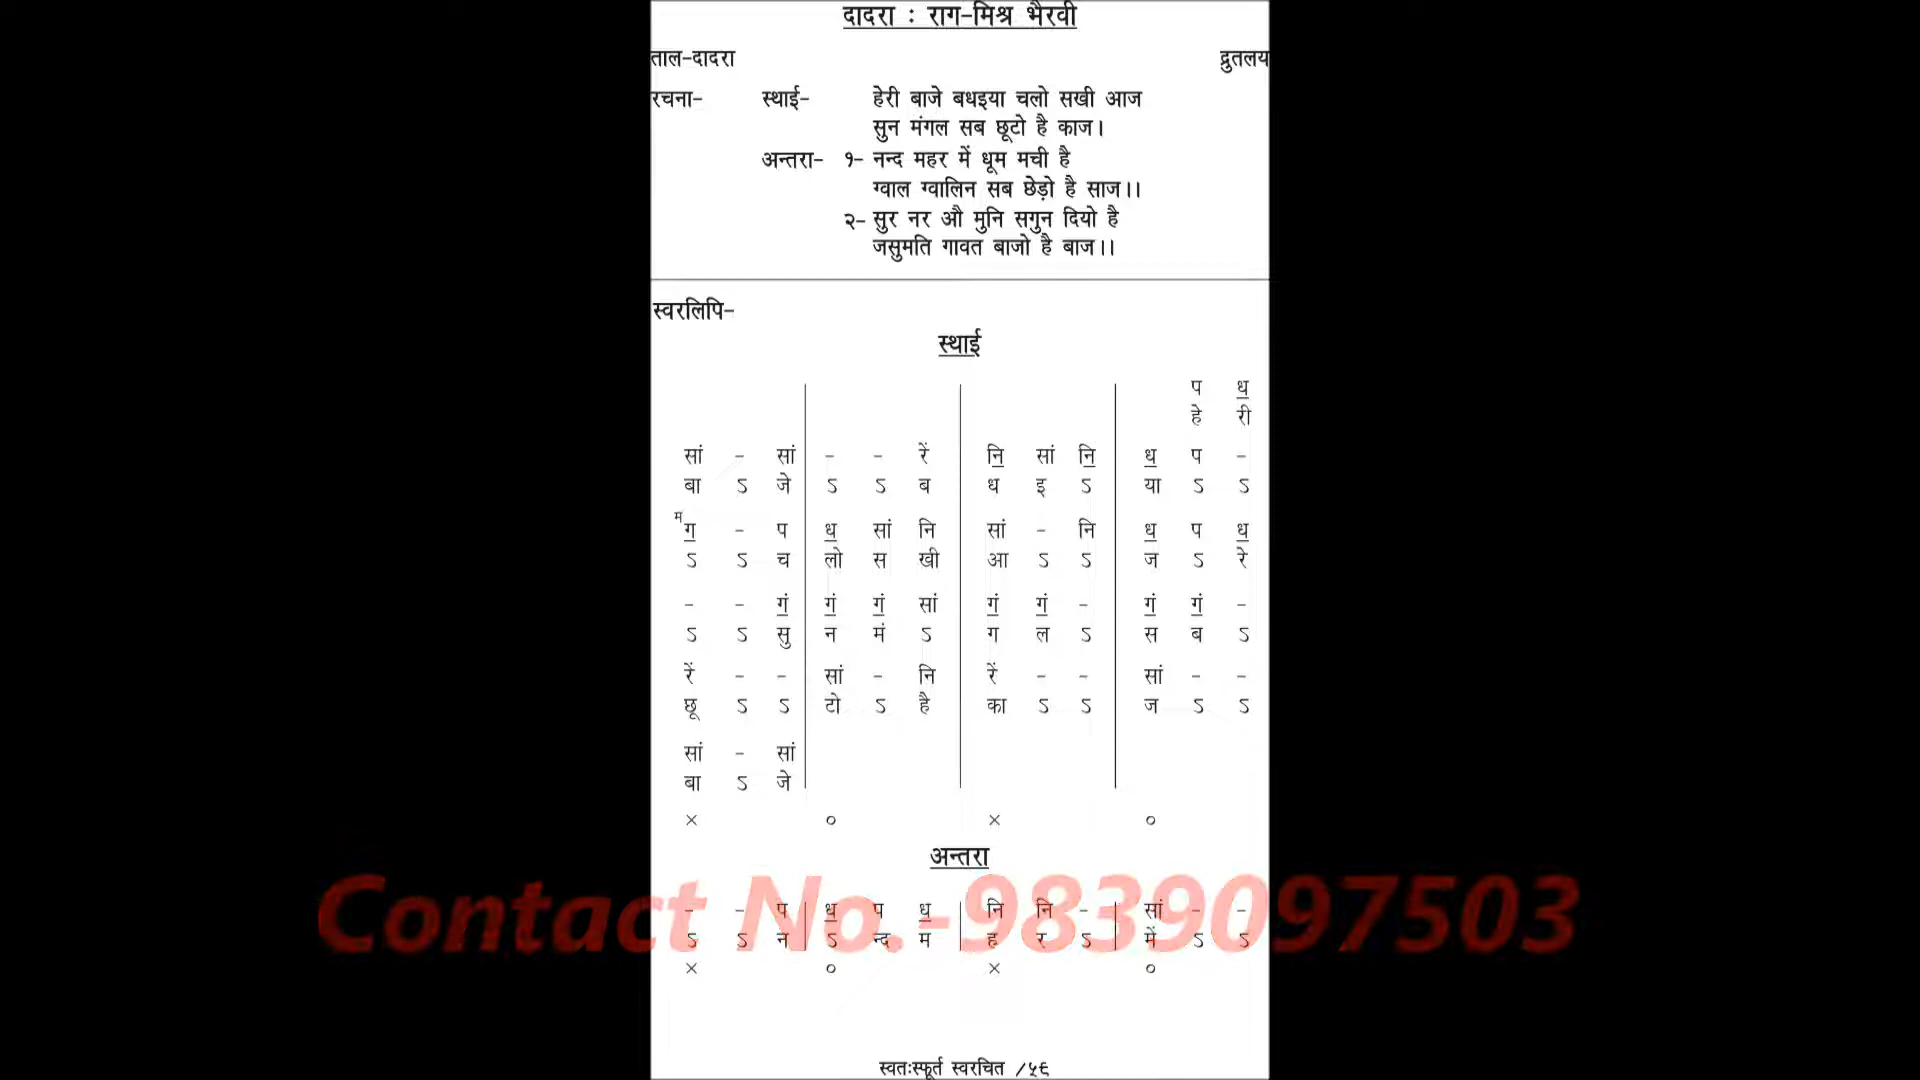 दादरा : राग-मिश्र भैरवी
ताल-दादरा द्रुतलय
रचना- स्थाई- हेरी बाजे बधइया चलो सखी आज
सुन मंगल सब छूटो है काज।
अन्तरा- १- नन्द महर में धूम मची है
ग्वाल ग्वालिन सब छेड़ो है साज।।
२- सुर नर औ मुनि सगुन दियो है
जसुमति गावत बाजो है बाज।।
स्वरलिपि-
स्थाई
प ध॒
हे री
सां - सां | - - रें | नि॒ सां नि॒ | ध॒ प -
बा ऽ जे | ऽ ऽ ब | ध इ ऽ | या ऽ ऽ
म
ग॒ - प | ध॒ सां नि | सां - नि | ध॒ प ध॒
ऽ ऽ च | लो स खी | आ ऽ ऽ | ज ऽ रे
- - गं॒ | गं॒ गं॒ सां | गं॒ गं॒ - | गं॒ गं॒ -
ऽ ऽ सु | न मं ऽ | ग ल ऽ | स ब ऽ
रें - - | सां - नि | रें - - | सां - -
छू ऽ ऽ | टो ऽ है | का ऽ ऽ | ज ऽ ऽ
सां - सां
बा ऽ जे
× ० × ०
अन्तरा
- - प | ध॒ प ध॒ | नि नि - | सां - -
ऽ ऽ न | ऽ न्द म | ह र ऽ | में ऽ ऽ
× ० × ०
Contact No.-9839097503
स्वतःस्फूर्त स्वरचित /५९